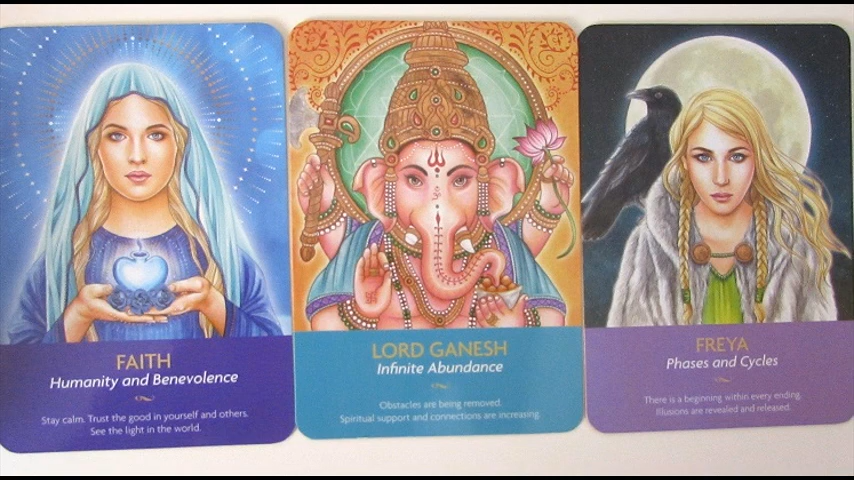 FAITH
Humanity and Benevolence
Stay calm. Trust the good in yourself and others.
See the light in the world.
LORD GANESH
Infinite Abundance
Obstacles are being removed.
Spiritual support and connections are increasing.
FREYA
Phases and Cycles
There is a beginning within every ending.
Illusions are revealed and released.